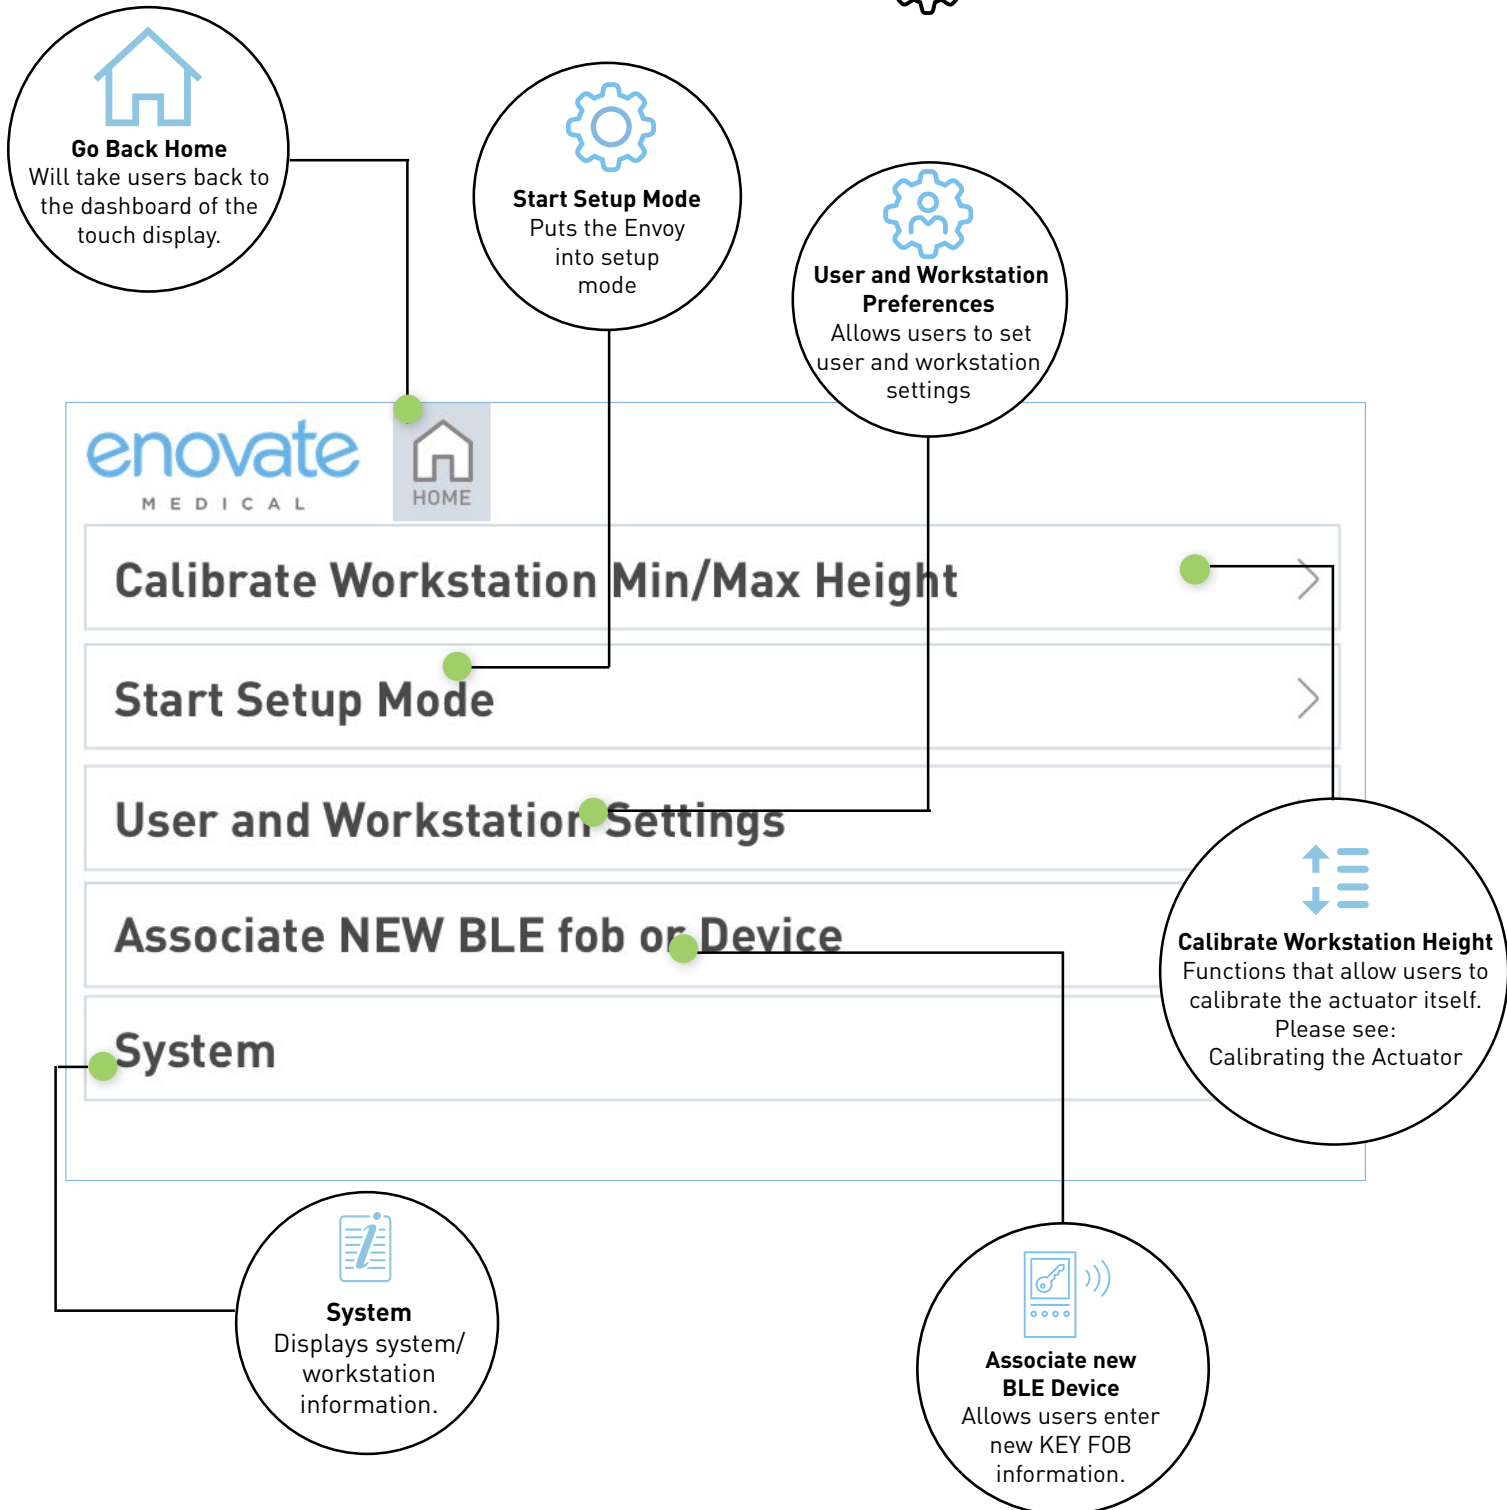 Go Back Home
Will take users back to
the dashboard of the
touch display.
Start Setup Mode
Puts the Envoy
into setup
mode
User and Workstation
Preferences
Allows users to set
user and workstation
settings
enovate
MEDICAL
HOME
Calibrate Workstation Min/Max Height
Start Setup Mode
User and Workstation Settings
Associate NEW BLE fob or Device
System
Calibrate Workstation Height
Functions that allow users to
calibrate the actuator itself.
Please see:
Calibrating the Actuator
System
Displays system/
workstation
information.
Associate new
BLE Device
Allows users enter
new KEY FOB
information.